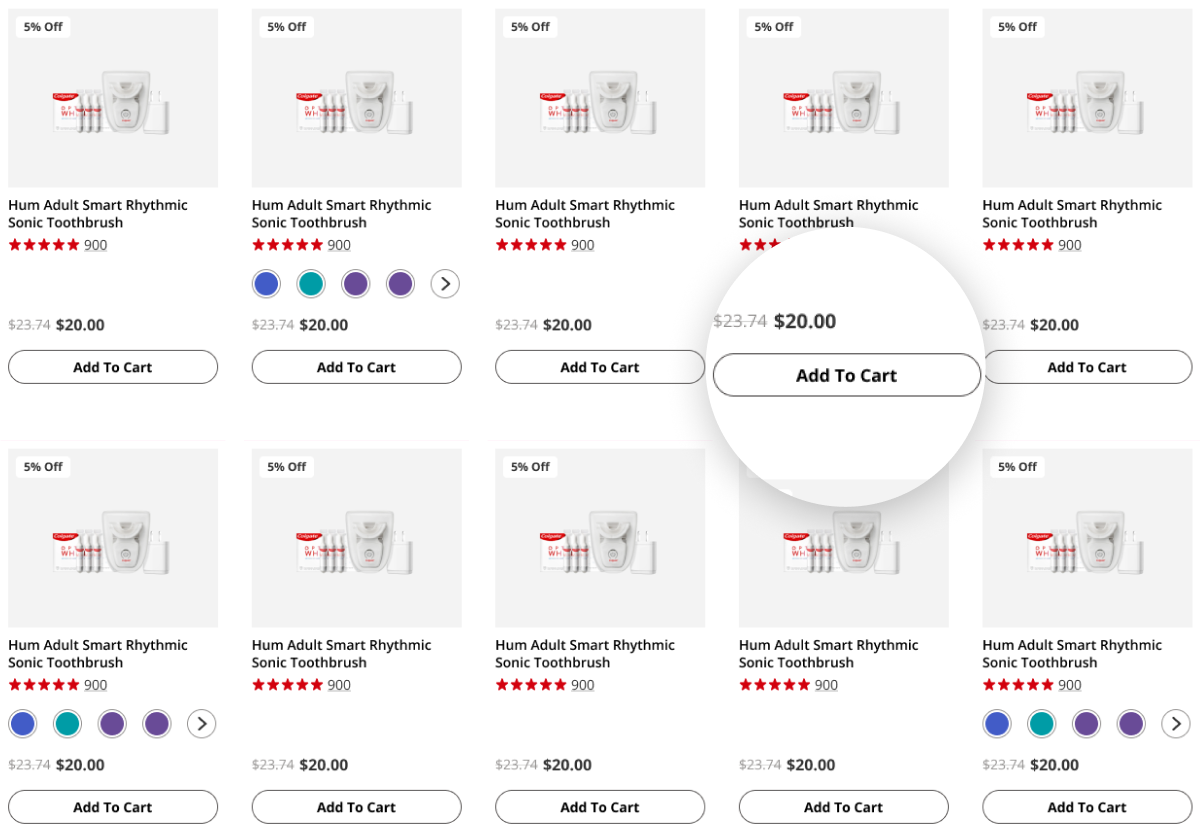 5% Off
5% Off
5% Off
5% Off
5% Off
Colgate
Colgate
Colgate
Colgate
Colgate
Hum Adult Smart Rhythmic
Sonic Toothbrush
Hum Adult Smart Rhythmic
Sonic Toothbrush
Hum Adult Smart Rhythmic
Sonic Toothbrush
Hum Adult Smart Rhythmic
Sonic Toothbrush
Hum Adult Smart Rhythmic
Sonic Toothbrush
900
900
900
900
$23.74 $20.00
$23.74 $20.00
$23.74 $20.00
$23.74 $20.00
$23.74 $20.00
Add To Cart
Add To Cart
Add To Cart
Add To Cart
Add To Cart
5% Off
5% Off
5% Off
5% Off
Colgate
Colgate
Colgate
Colgate
Colgate
Hum Adult Smart Rhythmic
Sonic Toothbrush
Hum Adult Smart Rhythmic
Sonic Toothbrush
Hum Adult Smart Rhythmic
Sonic Toothbrush
Hum Adult Smart Rhythmic
Sonic Toothbrush
Hum Adult Smart Rhythmic
Sonic Toothbrush
900
900
900
900
900
$23.74 $20.00
$23.74 $20.00
$23.74 $20.00
$23.74 $20.00
$23.74 $20.00
Add To Cart
Add To Cart
Add To Cart
Add To Cart
Add To Cart